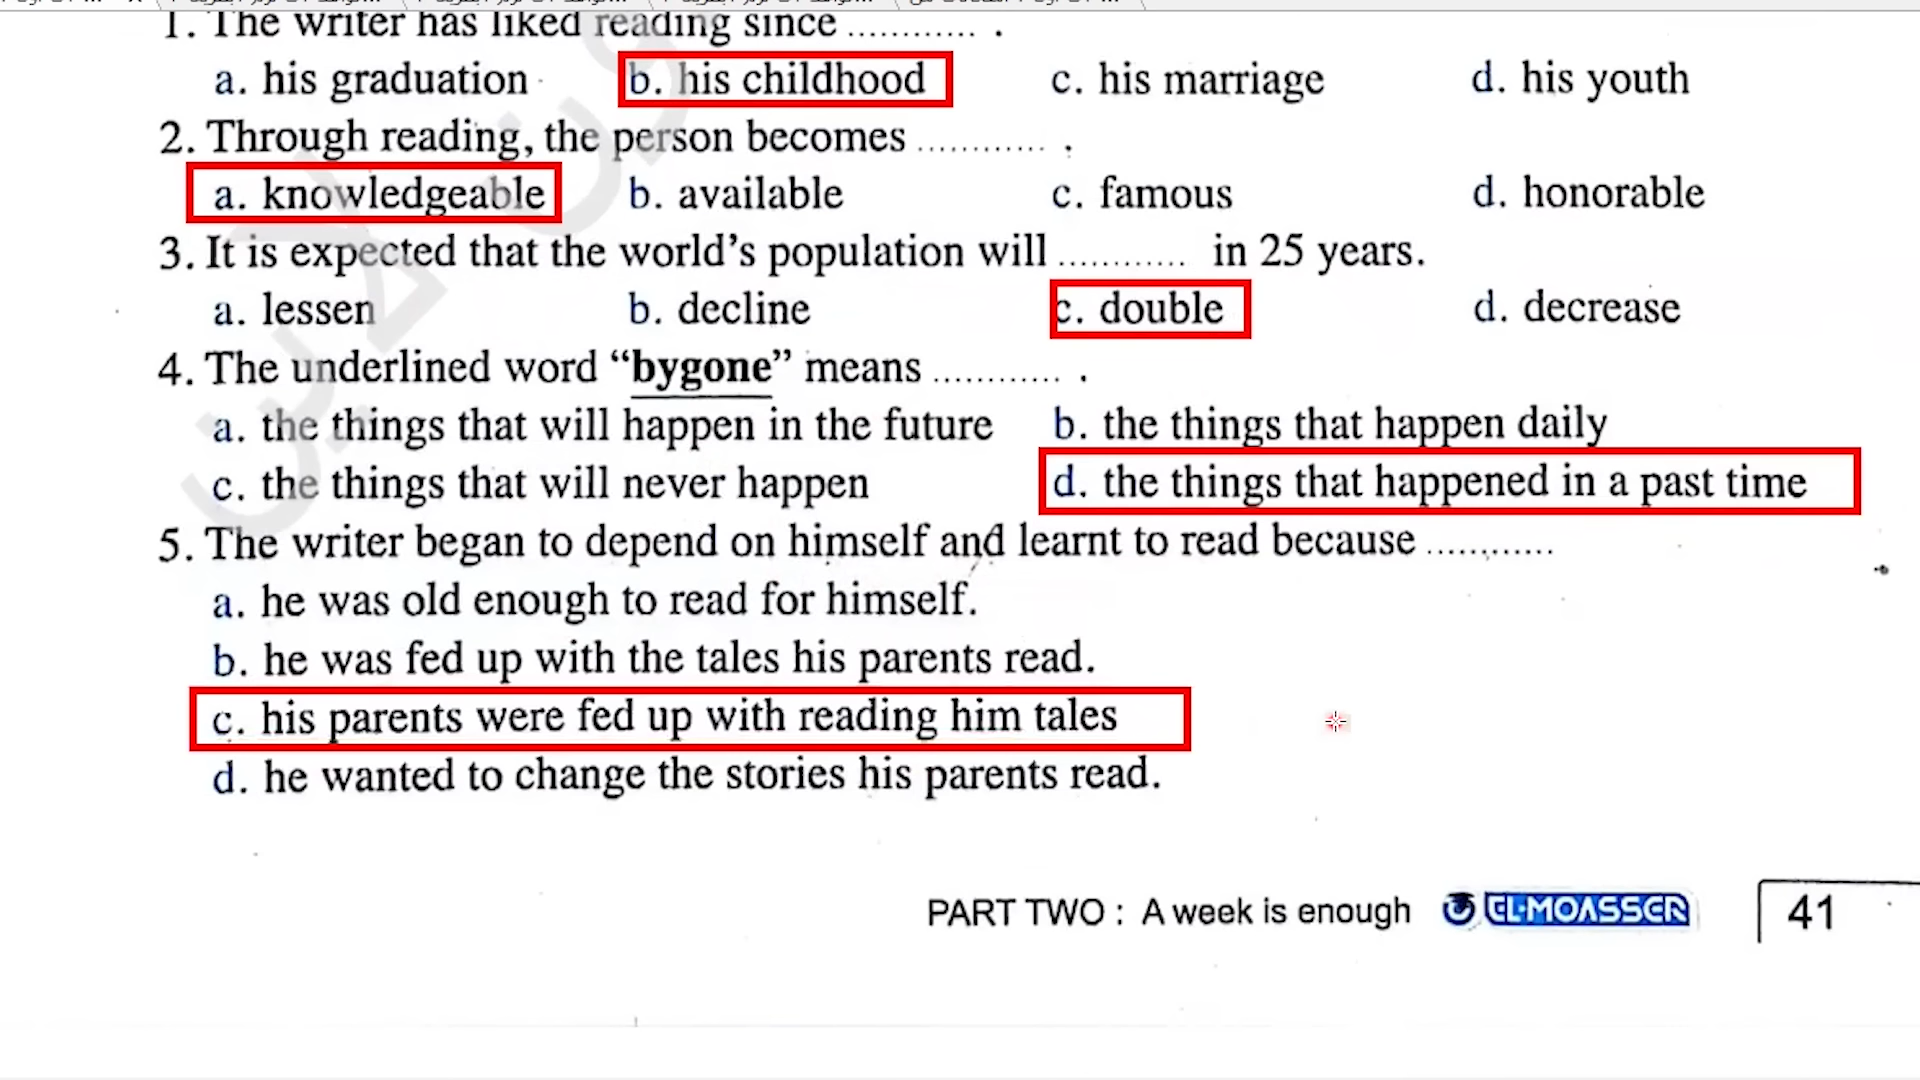 1. The writer has liked reading since ............ .
a. his graduation b. his childhood c. his marriage d. his youth
2. Through reading, the person becomes ............ .
a. knowledgeable b. available c. famous d. honorable
3. It is expected that the world’s population will ............ in 25 years.
a. lessen b. decline c. double d. decrease
4. The underlined word “bygone” means ............ .
a. the things that will happen in the future b. the things that happen daily
c. the things that will never happen d. the things that happened in a past time
5. The writer began to depend on himself and learnt to read because ............
a. he was old enough to read for himself.
b. he was fed up with the tales his parents read.
c. his parents were fed up with reading him tales
d. he wanted to change the stories his parents read.
PART TWO : A week is enough EL-MOASSER 41